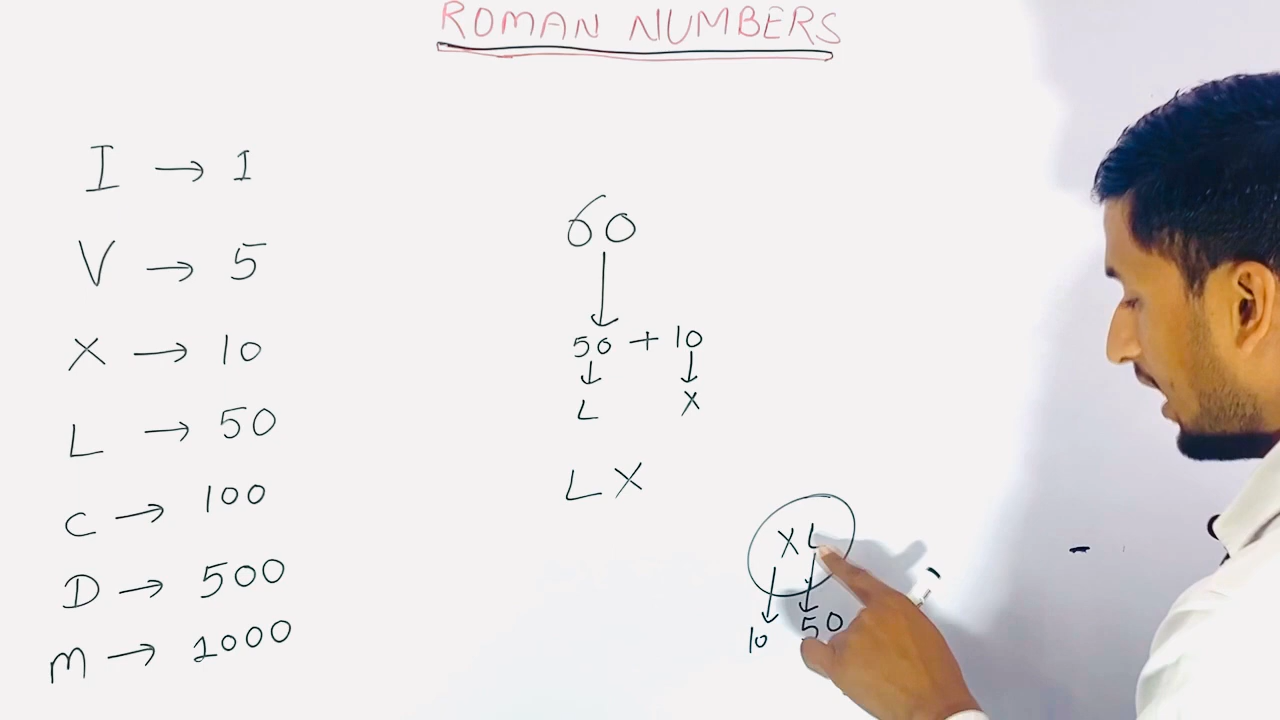 ROMAN NUMBERS
I → 1
V → 5
X → 10
L → 50
C → 100
D → 500
M → 1000
60
↓
50 + 10
↓ ↓
L X
LX
XL
↓ ↓
10 50